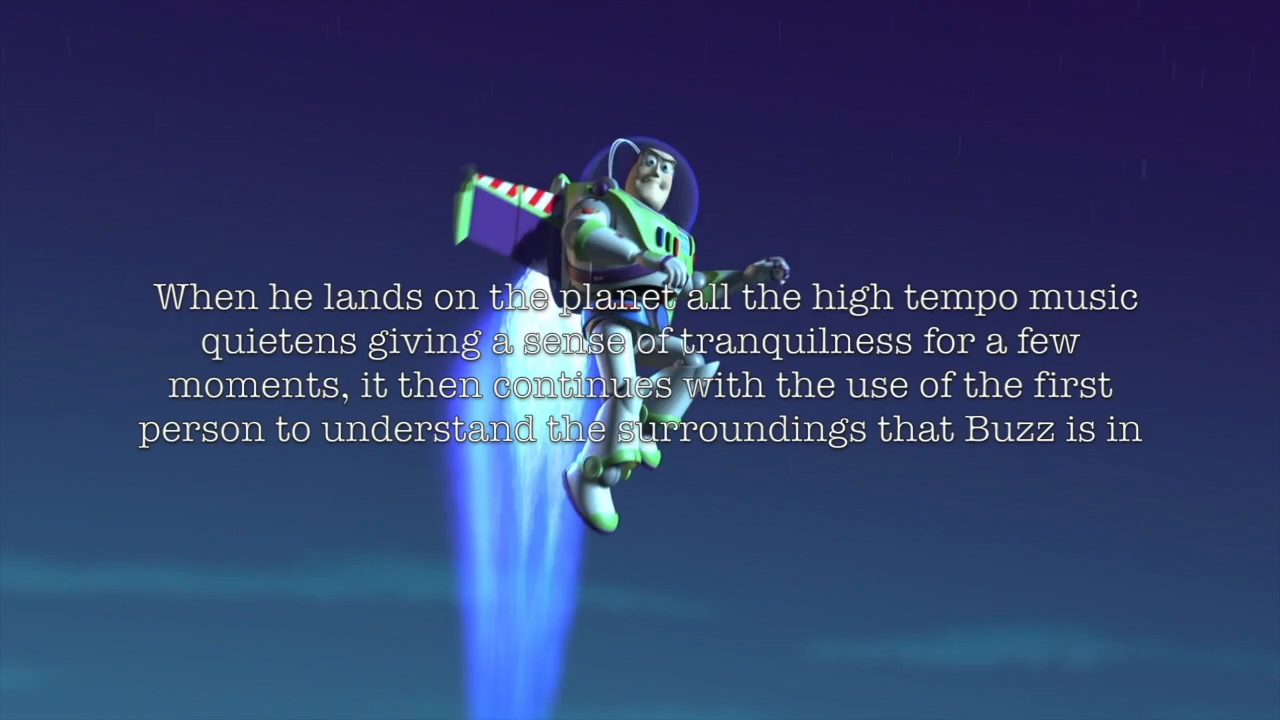 When he lands on the planet all the high tempo music
quietens giving a sense of tranquilness for a few
moments, it then continues with the use of the first
person to understand the surroundings that Buzz is in